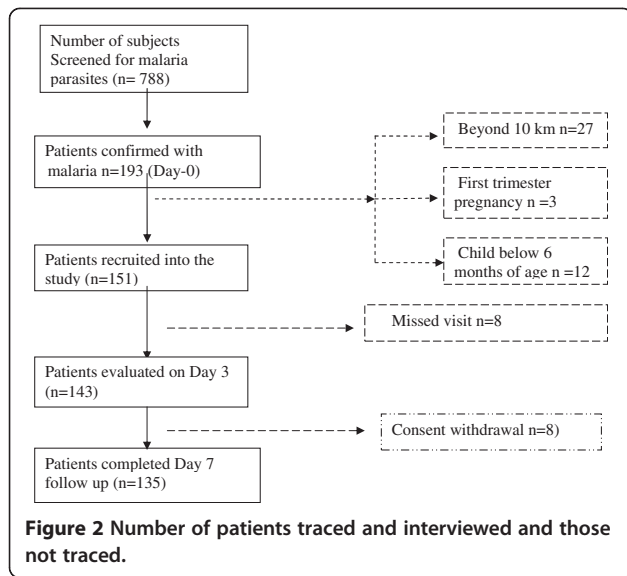 Number of subjects
Screened for malaria
parasites (n= 788)
Patients confirmed with
malaria n=193 (Day-0)
Beyond 10 km n=27
First trimester
pregnancy n =3
Child below 6
months of age n =12
Patients recruited into the
study (n=151)
Missed visit n=8
Patients evaluated on Day 3
(n=143)
Consent withdrawal n=8)
Patients completed Day 7
follow up (n=135)
Figure 2 Number of patients traced and interviewed and those
not traced.